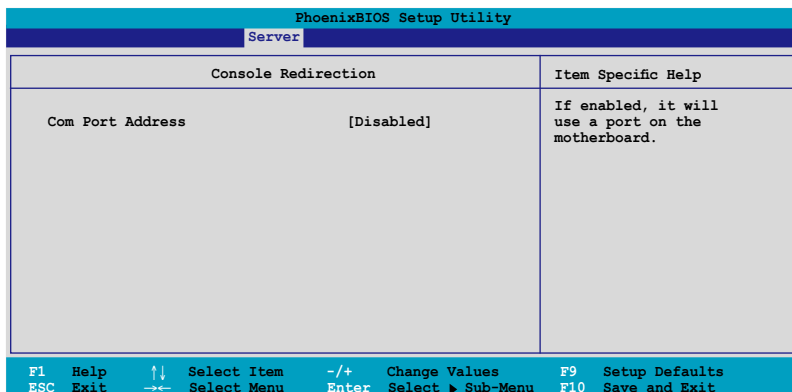 PhoenixBIOS Setup Utility
Server
Console Redirection
Item Specific Help
Com Port Address [Disabled]
If enabled, it will
use a port on the
motherboard.
F1 Help ↑↓ Select Item -/+ Change Values F9 Setup Defaults
ESC Exit →← Select Menu Enter Select ▶ Sub-Menu F10 Save and Exit